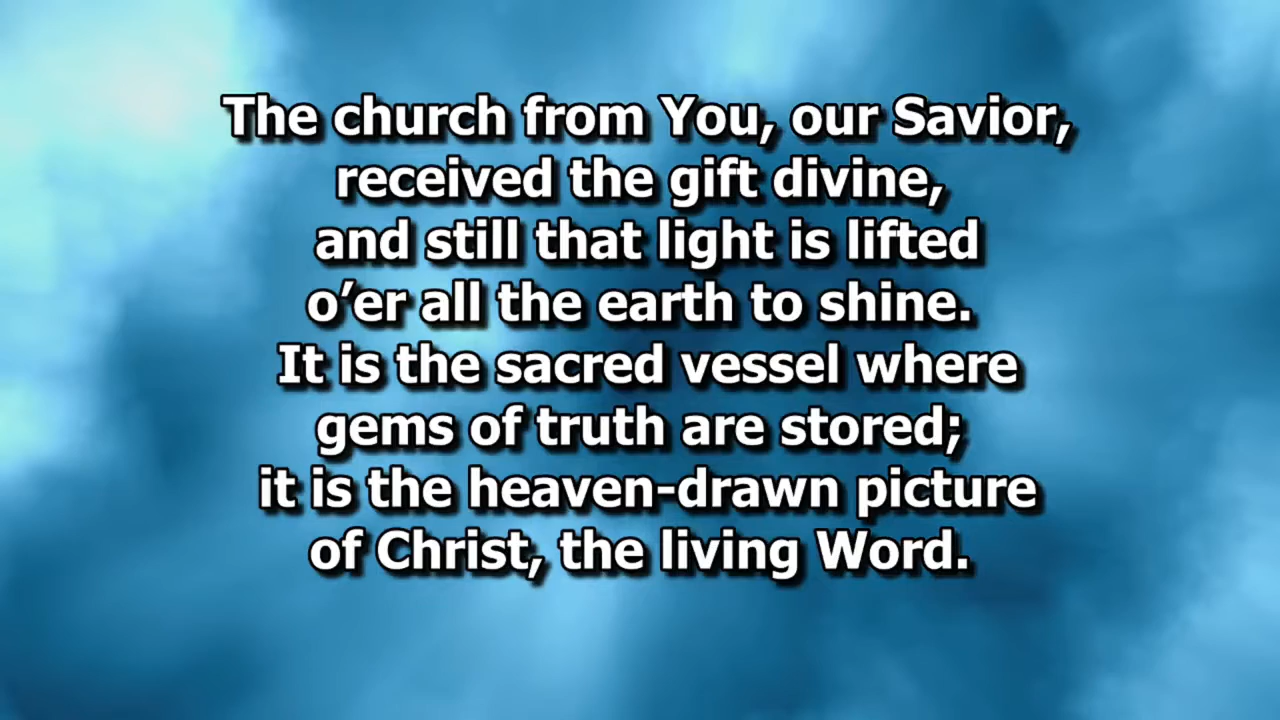 The church from You, our Savior,
received the gift divine,
and still that light is lifted
o’er all the earth to shine.
It is the sacred vessel where
gems of truth are stored;
it is the heaven-drawn picture
of Christ, the living Word.